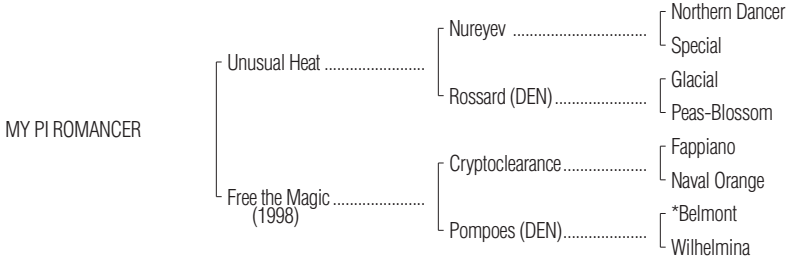 Northern Dancer
Nureyev ................................
Special
Unusual Heat ........................
Glacial
Rossard (DEN)......................
Peas-Blossom
MY PI ROMANCER
Fappiano
Cryptoclearance....................
Naval Orange
Free the Magic ......................
(1998)
*Belmont
Pompoes (DEN)....................
Wilhelmina